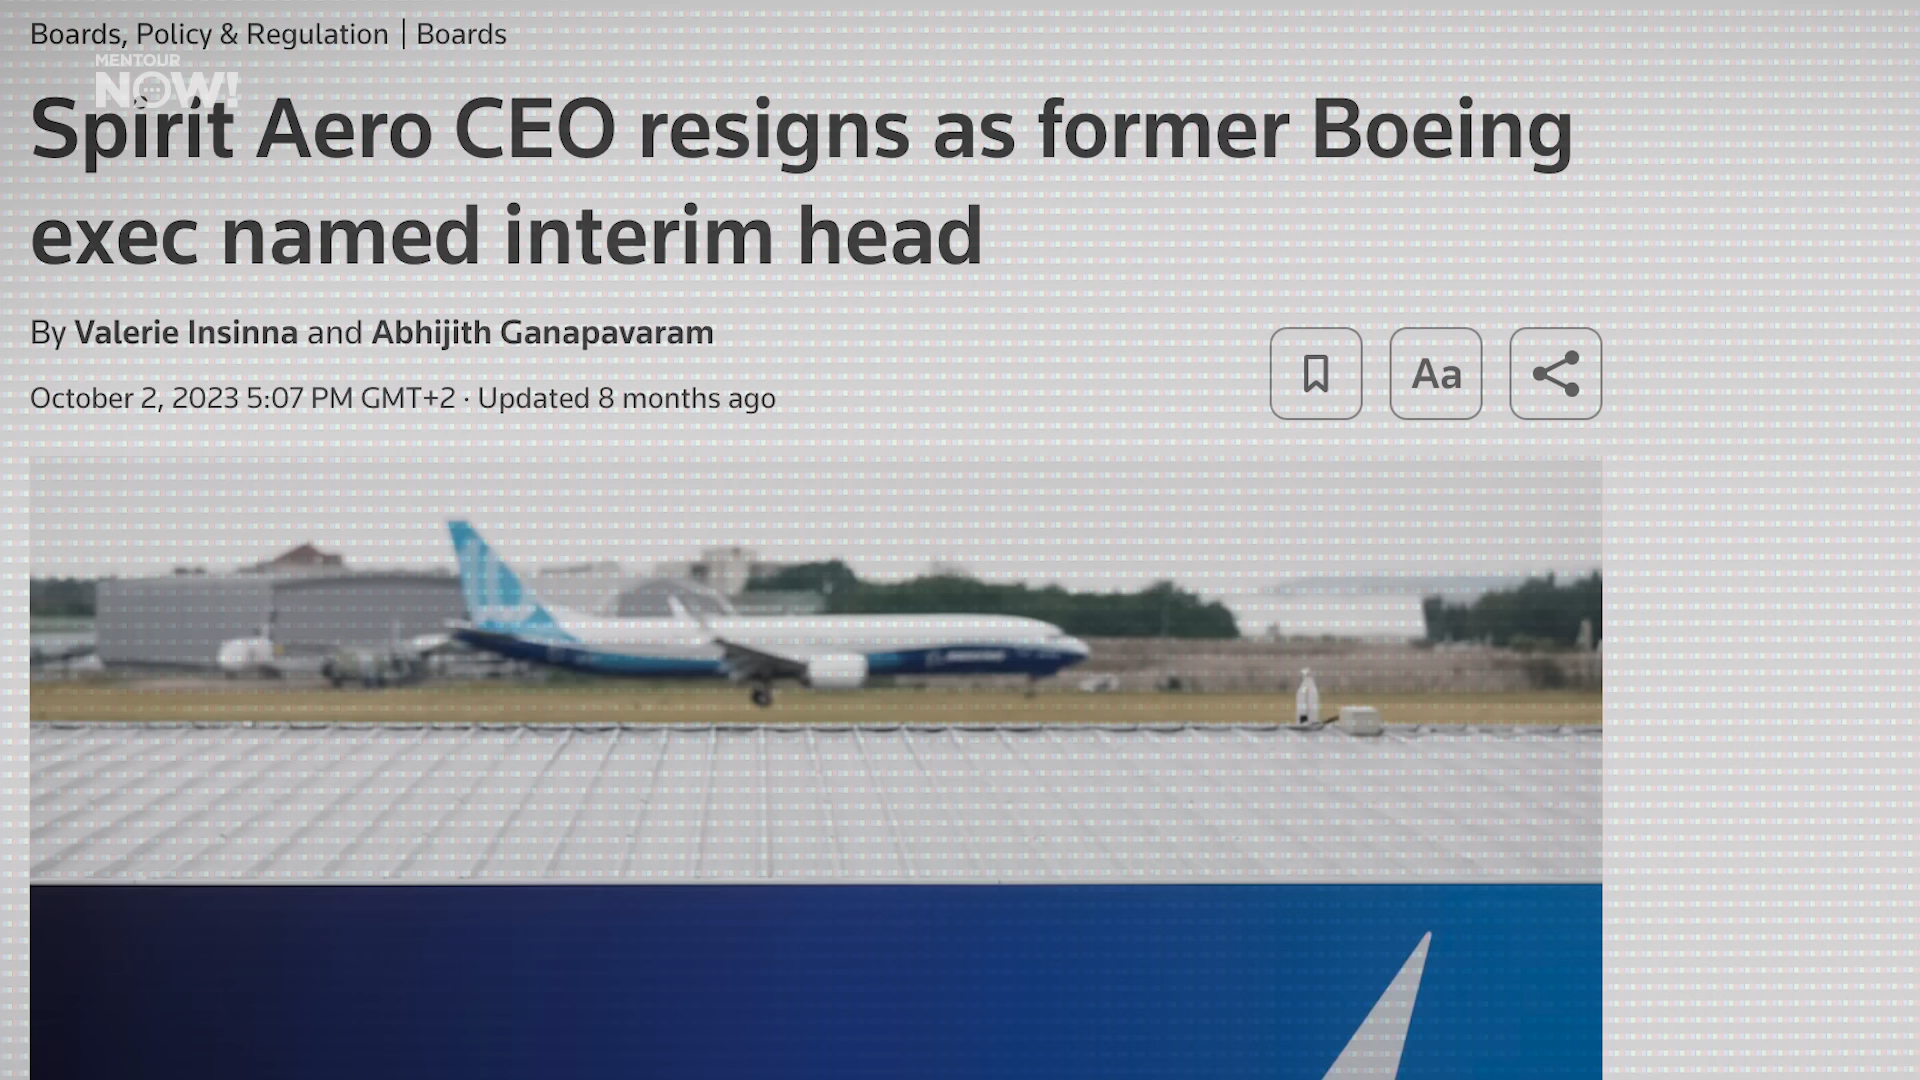 Boards, Policy & Regulation | Boards
MENTOUR
NOW!
Spirit Aero CEO resigns as former Boeing
exec named interim head
By Valerie Insinna and Abhijith Ganapavaram
October 2, 2023 5:07 PM GMT+2 · Updated 8 months ago
Aa